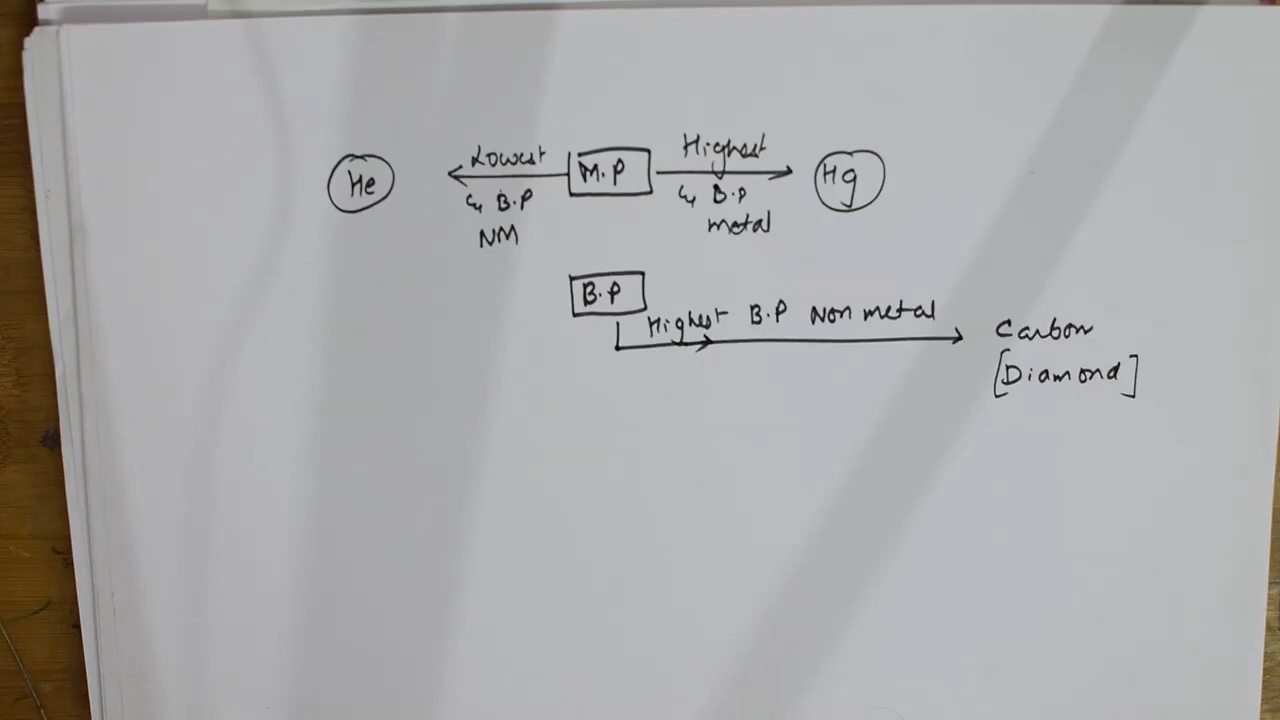 He Lowest M.P Highest Hg
B.P B.P
NM metal
B.P
Highest B.P Non metal Carbon
[Diamond]